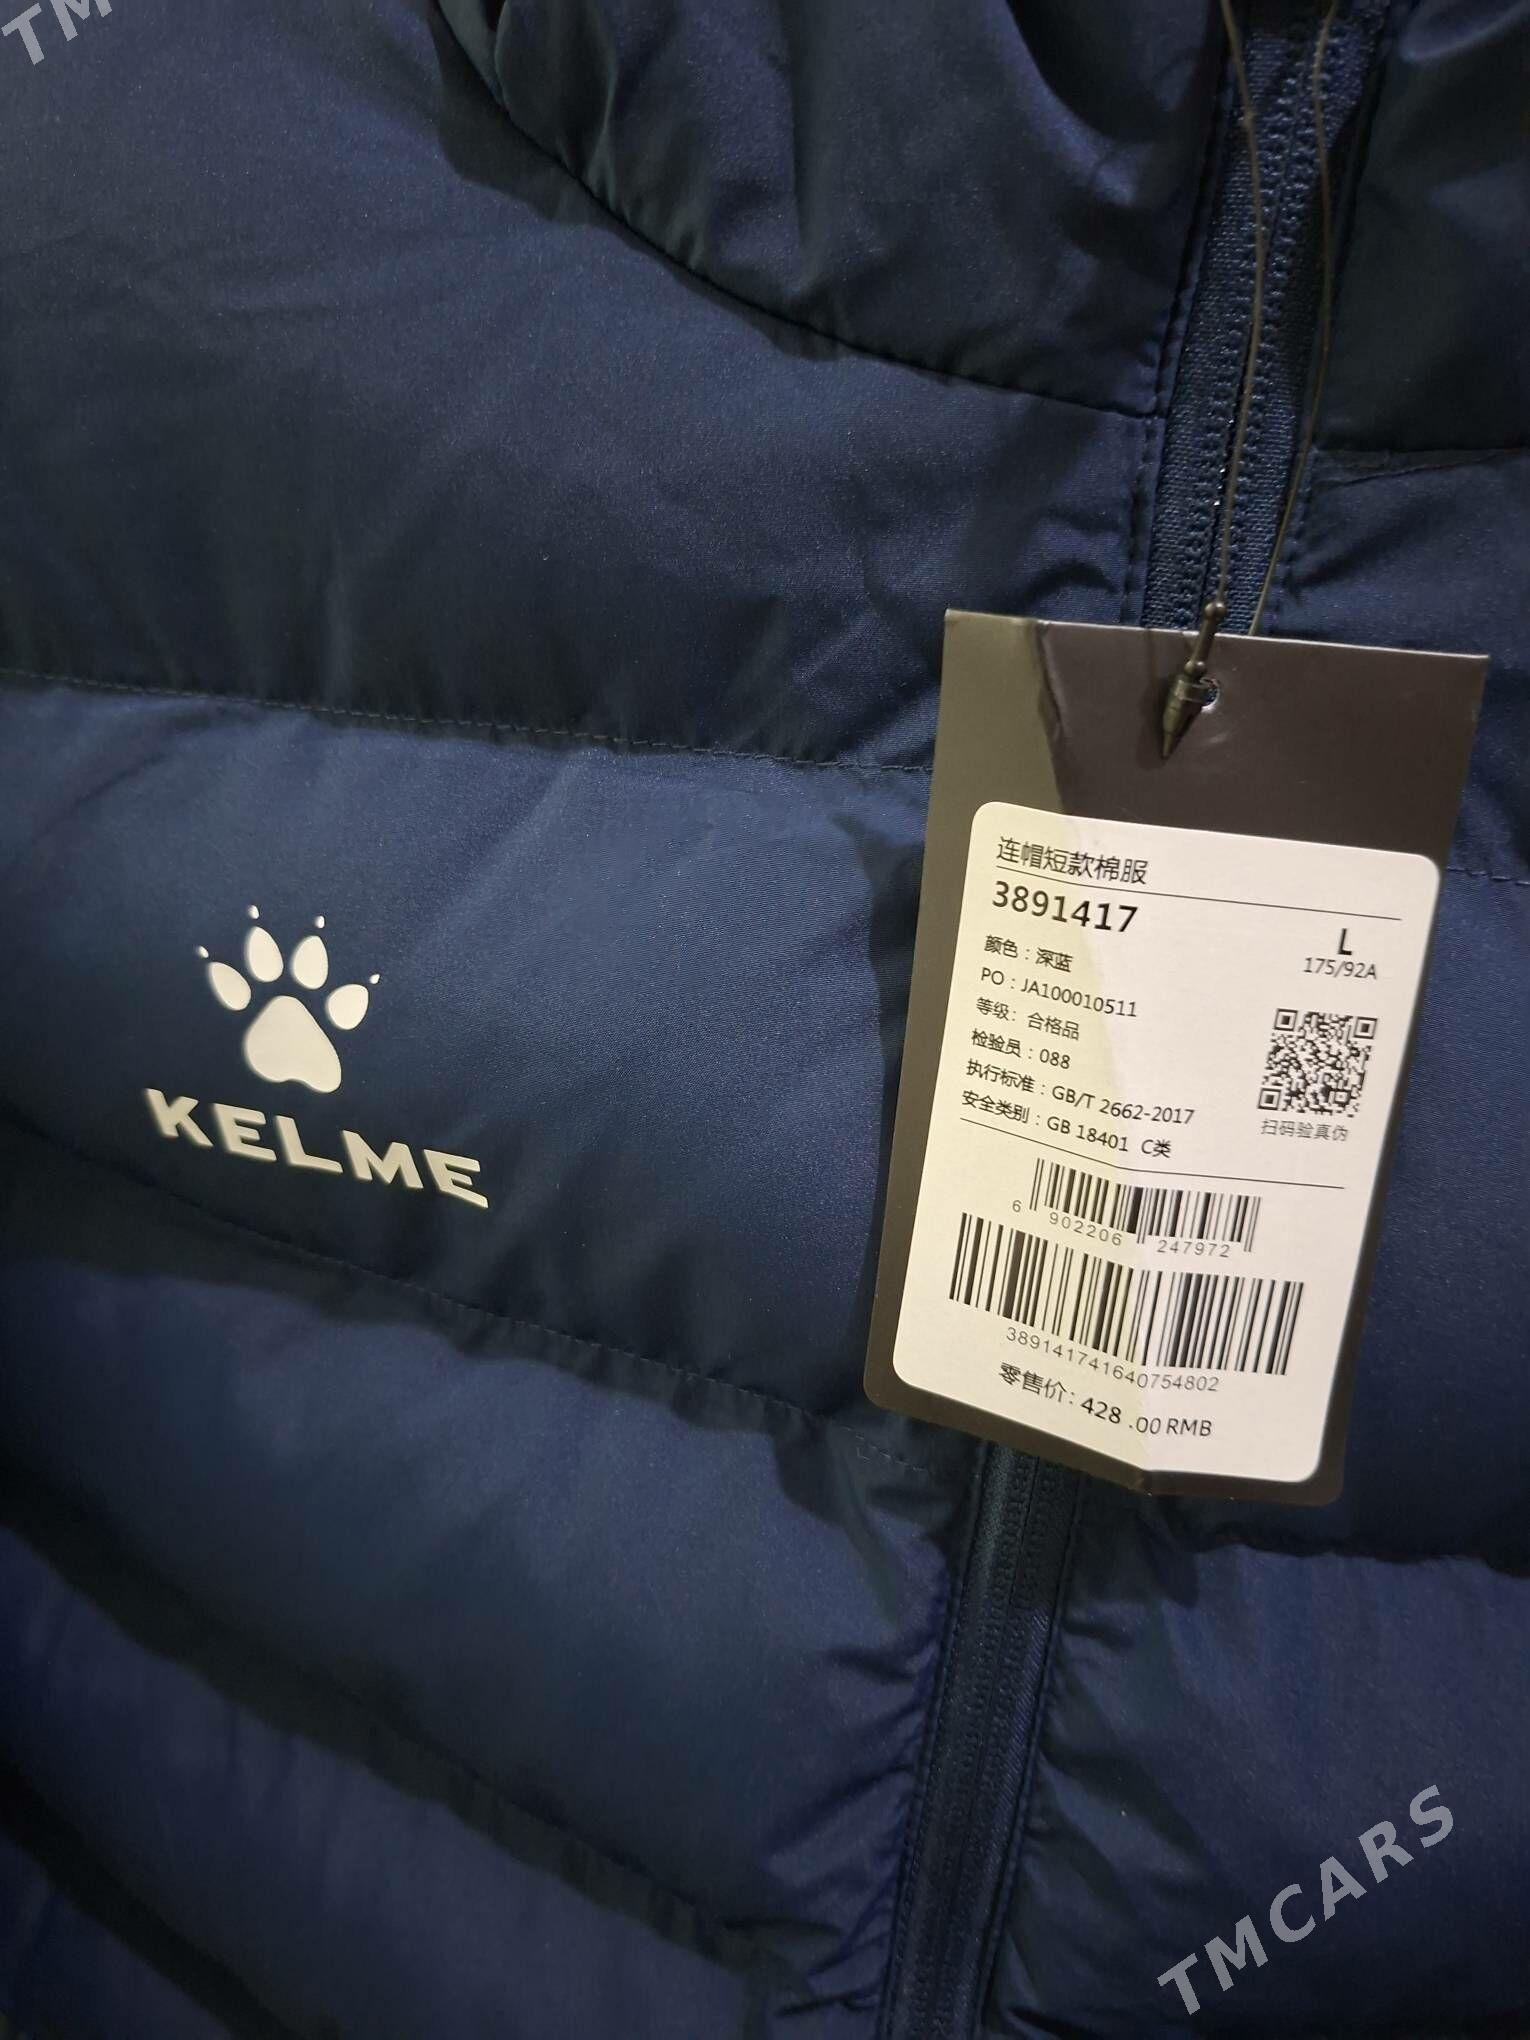 TM
连帽短款棉服
3891417
L
175/92A
颜色：深蓝
PO：JA100010511
等级：合格品
检验员：088
执行标准：GB/T 2662-2017
安全类别：GB 18401 C类
扫码验真伪
6 902206 247972
389141741640754802
零售价：428.00 RMB
KELME
TMCARS